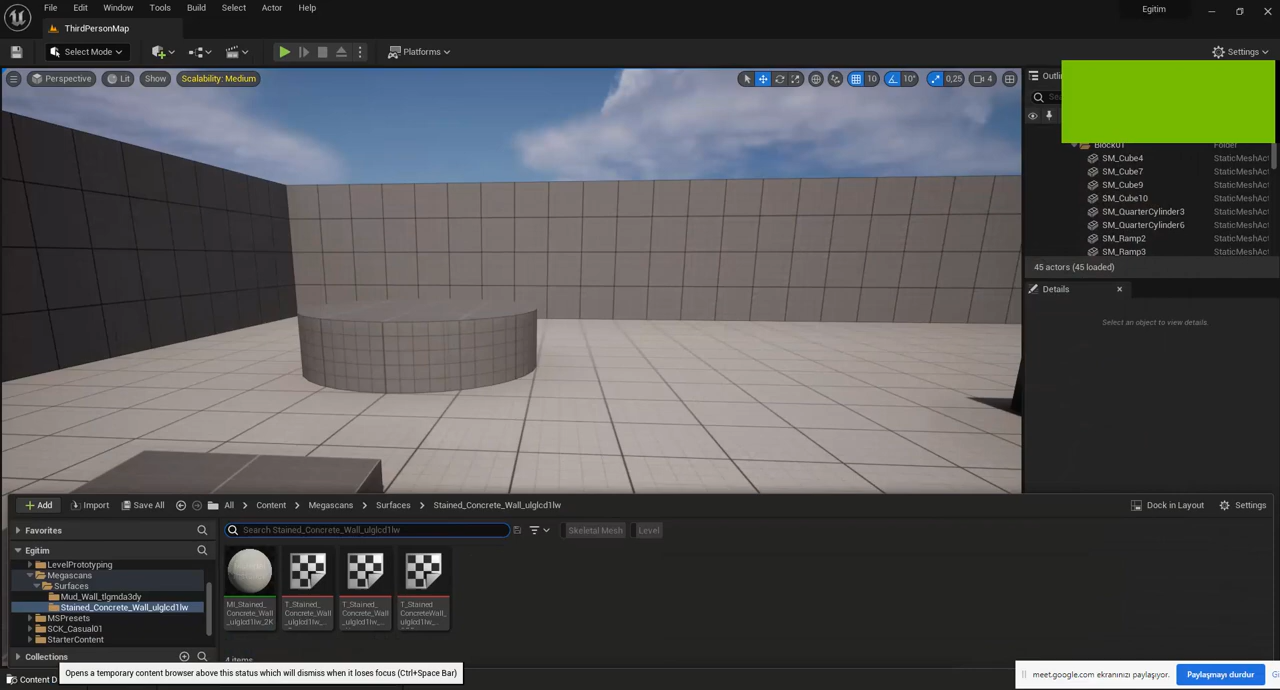 File Edit Window Tools Build Select Actor Help
Egitim
ThirdPersonMap
Select Mode
Platforms
Settings
Perspective Lit Show Scalability: Medium
10 10° 0,25 4
Block01 Folder
SM_Cube4 StaticMeshAct
SM_Cube7 StaticMeshAct
SM_Cube9 StaticMeshAct
SM_Cube10 StaticMeshAct
SM_QuarterCylinder3 StaticMeshAct
SM_QuarterCylinder6 StaticMeshAct
SM_Ramp2 StaticMeshAct
SM_Ramp3 StaticMeshAct
45 actors (45 loaded)
Details
Select an object to view details.
Add Import Save All All Content Megascans Surfaces Stained_Concrete_Wall_ulglcd1lw
Dock in Layout Settings
Favorites
Search Stained_Concrete_Wall_ulglcd1lw
Skeletal Mesh Level
Egitim
LevelPrototyping
Megascans
Surfaces
Mud_Wall_tlgmda3dy
Stained_Concrete_Wall_ulglcd1lw
MSPresets
SCK_Casual01
StarterContent
Collections
MI_Stained_
Concrete_Wall
_ulglcd1lw_2K
T_Stained_
Concrete_Wall
_ulglcd1lw_
T_Stained_
Concrete_Wall
_ulglcd1lw_
T_Stained_
ConcreteWall_
ulglcd1lw_
4 items
Content D
Opens a temporary content browser above this status which will dismiss when it loses focus (Ctrl+Space Bar)
meet.google.com ekranınızı paylaşıyor.
Paylaşmayı durdur